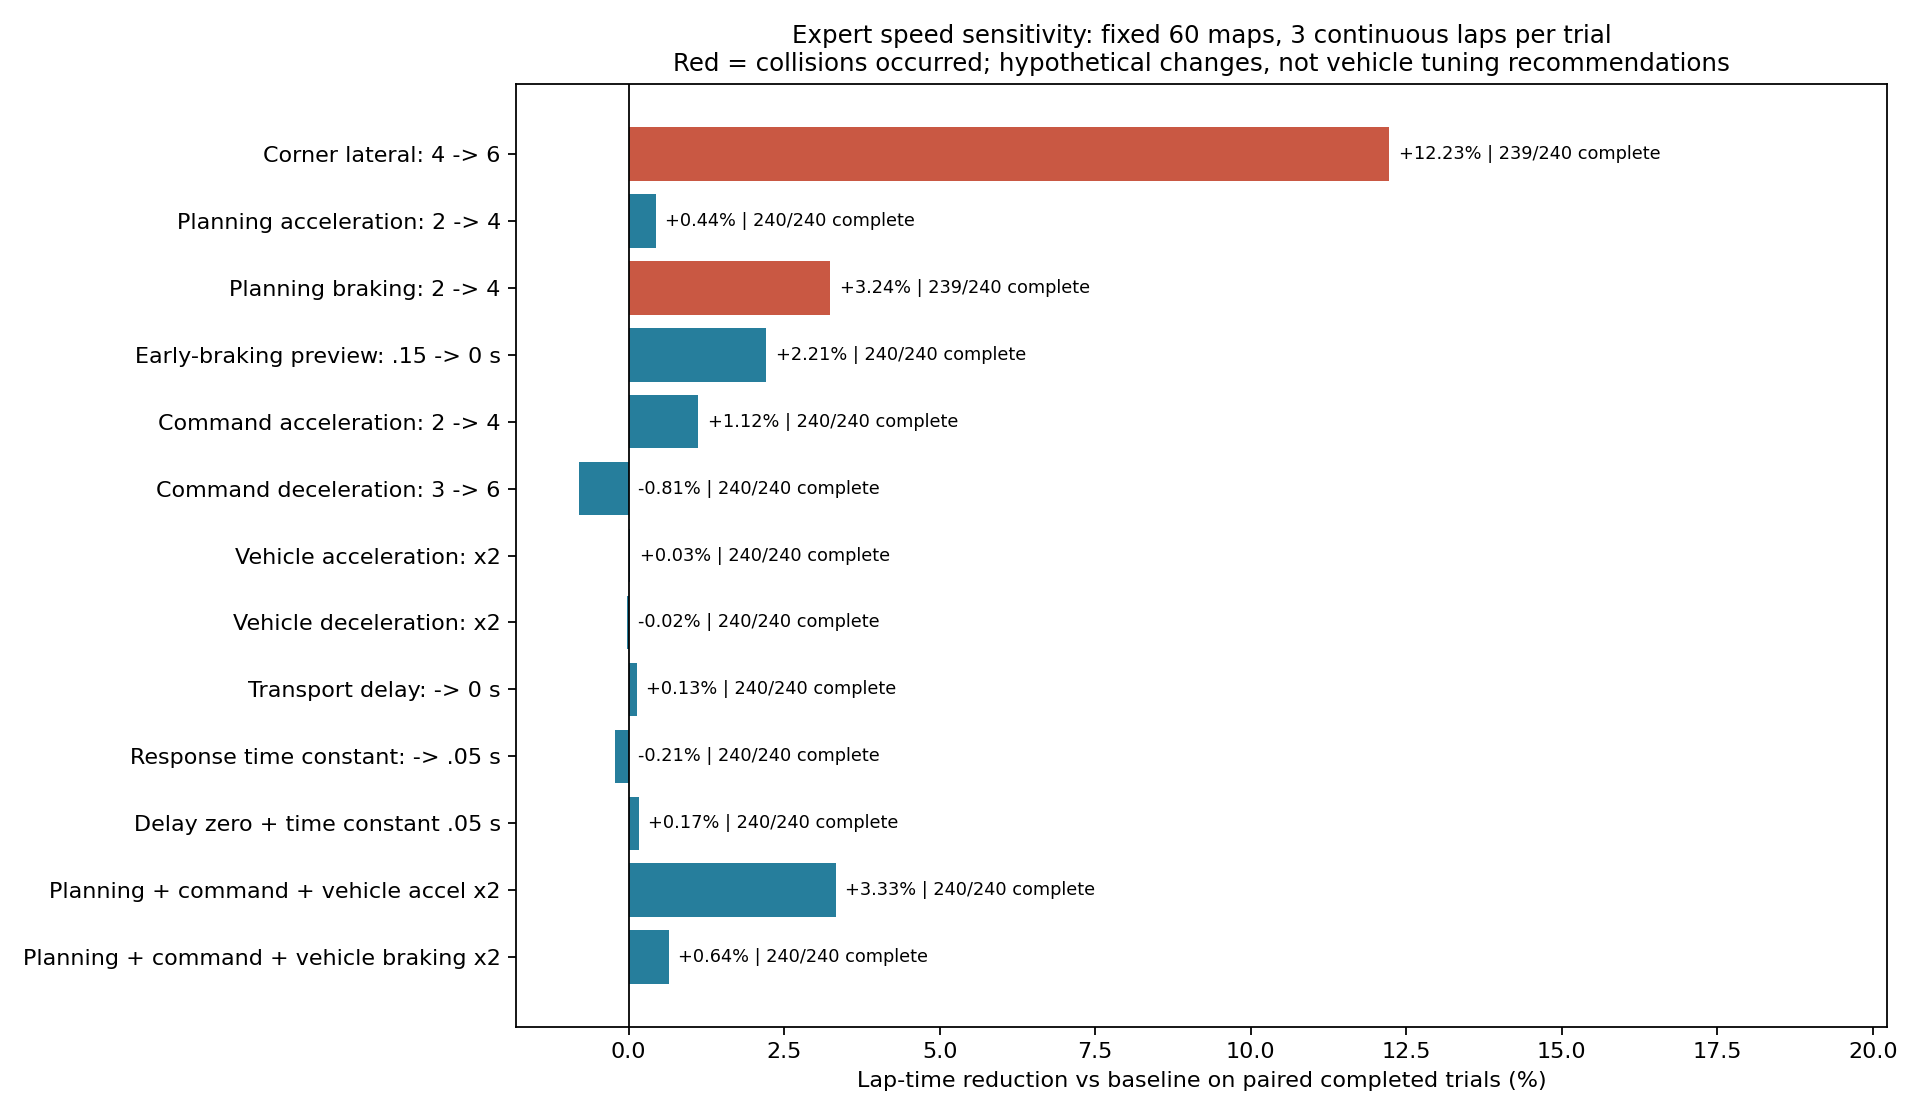 Expert speed sensitivity: fixed 60 maps, 3 continuous laps per trial
Red = collisions occurred; hypothetical changes, not vehicle tuning recommendations
Corner lateral: 4 -> 6
+12.23% | 239/240 complete
Planning acceleration: 2 -> 4
+0.44% | 240/240 complete
Planning braking: 2 -> 4
+3.24% | 239/240 complete
Early-braking preview: .15 -> 0 s
+2.21% | 240/240 complete
Command acceleration: 2 -> 4
+1.12% | 240/240 complete
Command deceleration: 3 -> 6
-0.81% | 240/240 complete
Vehicle acceleration: x2
+0.03% | 240/240 complete
Vehicle deceleration: x2
-0.02% | 240/240 complete
Transport delay: -> 0 s
+0.13% | 240/240 complete
Response time constant: -> .05 s
-0.21% | 240/240 complete
Delay zero + time constant .05 s
+0.17% | 240/240 complete
Planning + command + vehicle accel x2
+3.33% | 240/240 complete
Planning + command + vehicle braking x2
+0.64% | 240/240 complete
0.0 2.5 5.0 7.5 10.0 12.5 15.0 17.5 20.0
Lap-time reduction vs baseline on paired completed trials (%)